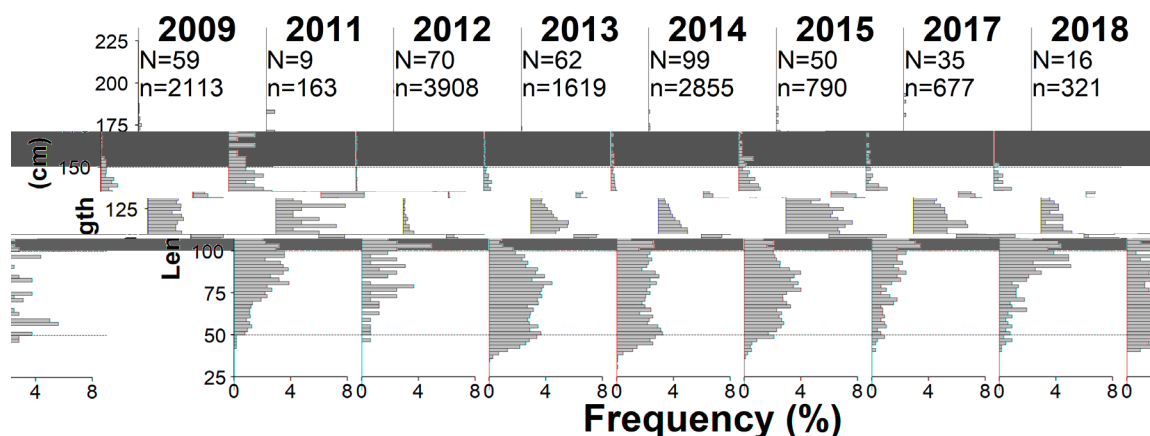 2009 2011 2012 2013 2014 2015 2017 2018
225
N=59 N=9 N=70 N=62 N=99 N=50 N=35 N=16
200
n=2113 n=163 n=3908 n=1619 n=2855 n=790 n=677 n=321
175
(cm)
150
125
gth
Len
100
75
50
25
4 8 0 4 8 0 4 8 0 4 8 0 4 8 0 4 8 0 4 8 0 4 8 0
Frequency (%)